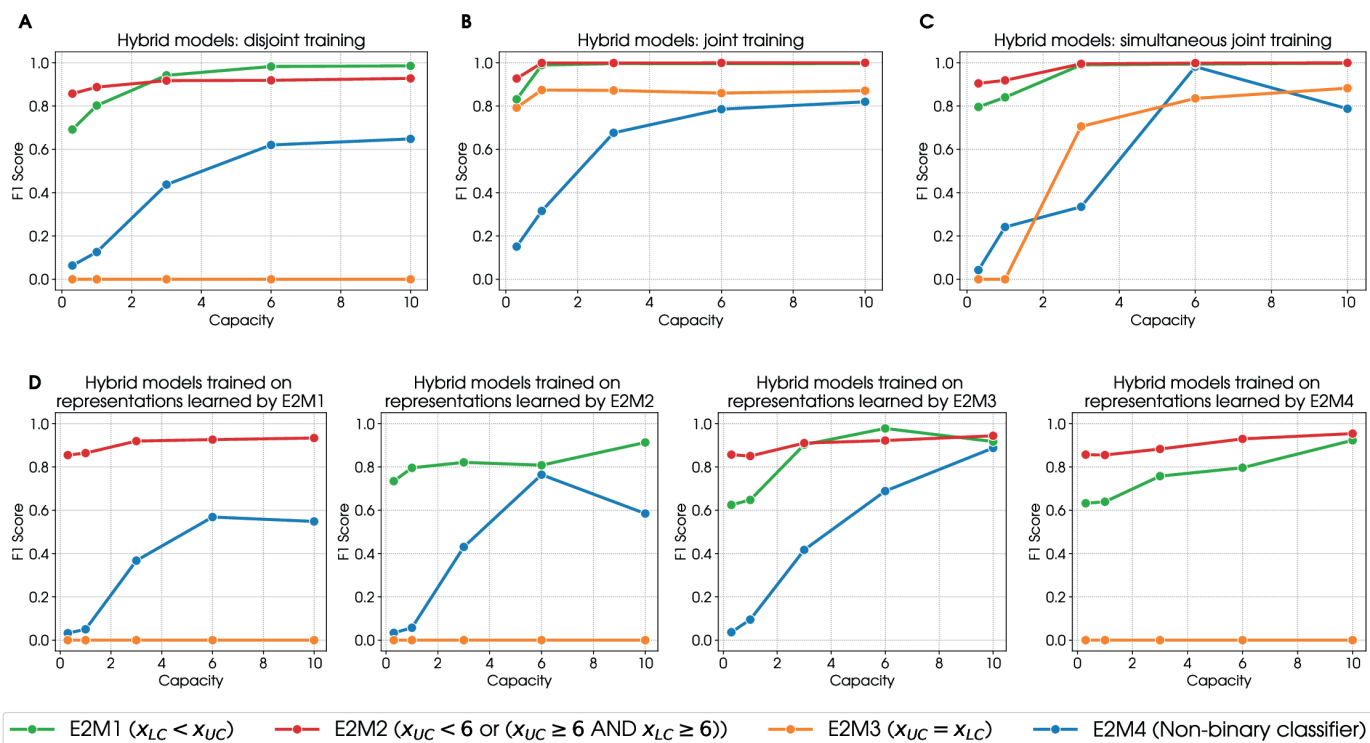 A
Hybrid models: disjoint training
1.0
0.8
0.6
0.4
0.2
0.0
F1 Score
0 2 4 6 8 10
Capacity
B
Hybrid models: joint training
1.0
0.8
0.6
0.4
0.2
0.0
F1 Score
0 2 4 6 8 10
Capacity
C
Hybrid models: simultaneous joint training
1.0
0.8
0.6
0.4
0.2
0.0
F1 Score
0 2 4 6 8 10
Capacity
D
Hybrid models trained on
representations learned by E2M1
1.0
0.8
0.6
0.4
0.2
0.0
F1 Score
0 2 4 6 8 10
Capacity
Hybrid models trained on
representations learned by E2M2
1.0
0.8
0.6
0.4
0.2
0.0
F1 Score
0 2 4 6 8 10
Capacity
Hybrid models trained on
representations learned by E2M3
1.0
0.8
0.6
0.4
0.2
0.0
F1 Score
0 2 4 6 8 10
Capacity
Hybrid models trained on
representations learned by E2M4
1.0
0.8
0.6
0.4
0.2
0.0
F1 Score
0 2 4 6 8 10
Capacity
E2M1 (x_LC < x_UC) E2M2 (x_UC < 6 or (x_UC ≥ 6 AND x_LC ≥ 6)) E2M3 (x_UC = x_LC) E2M4 (Non-binary classifier)